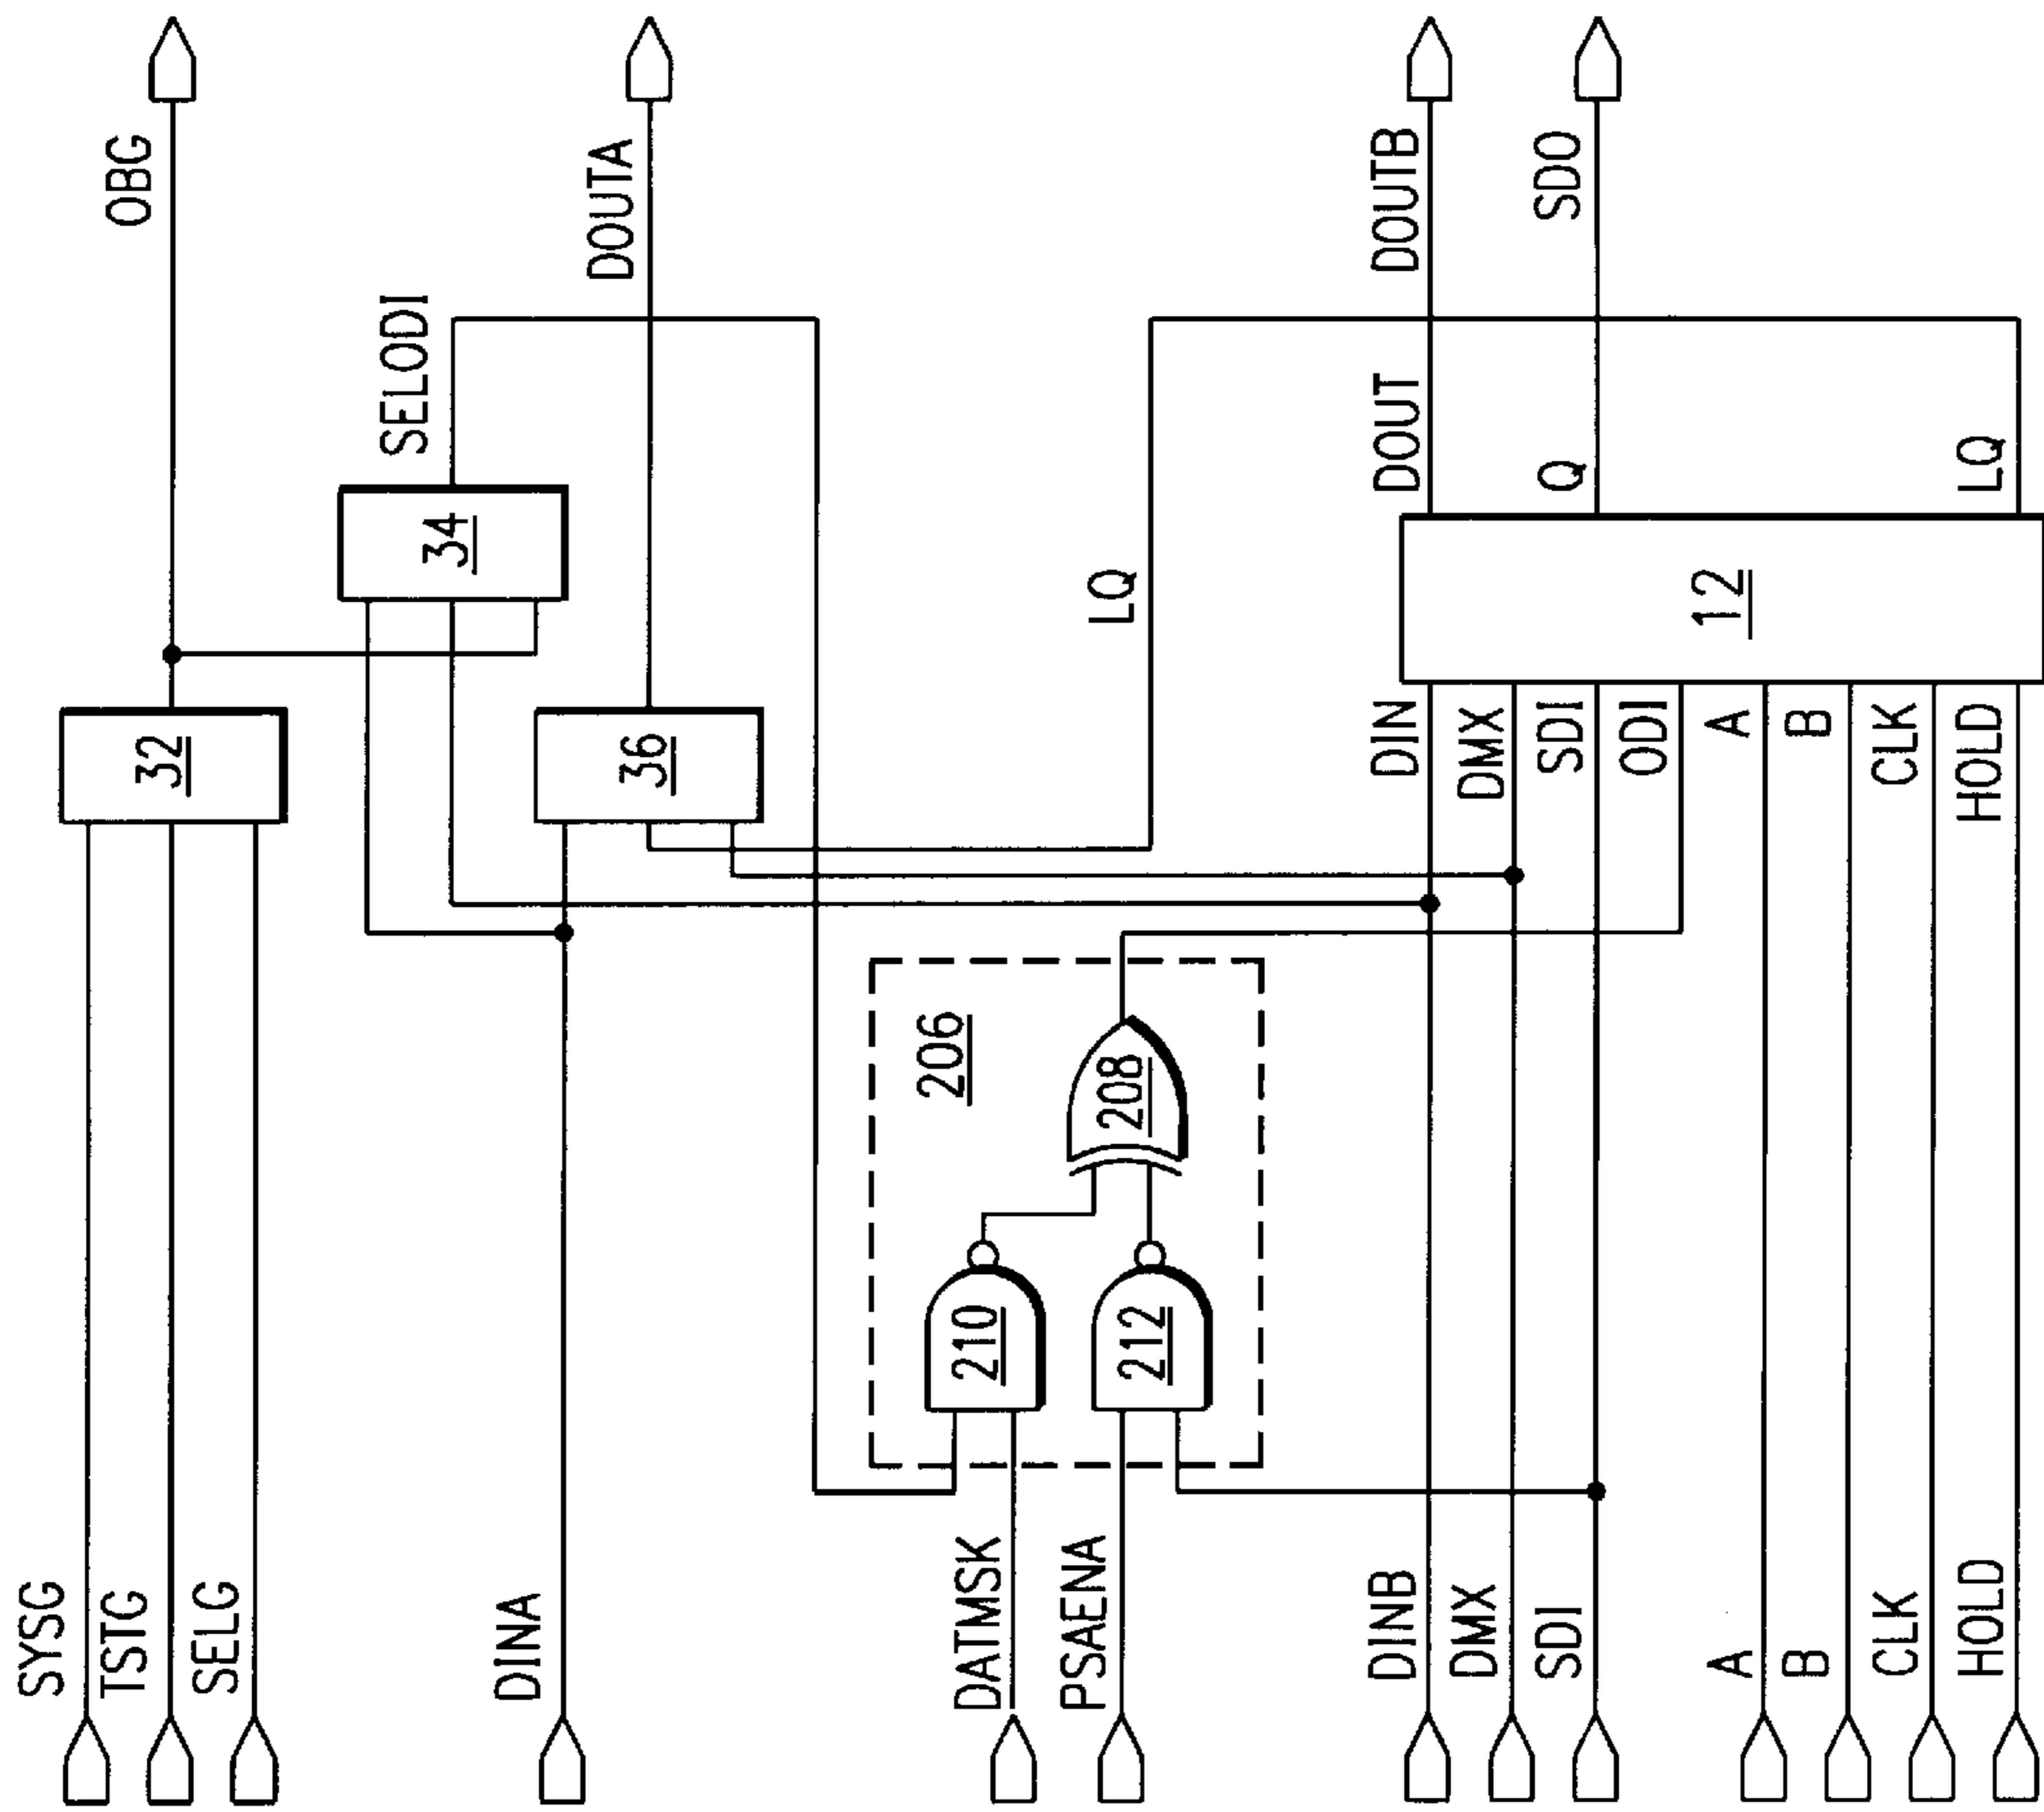 SYSG
TSTG
SELG
32
OBG
34
SELODI
DINA
36
DOUTA
206
DATMSK
210
PSAENA
212
208
LQ
DINB
DIN
DOUT
DOUTB
DMX
DMX
SDI
SDI
Q
SDO
ODI
12
A
A
B
B
CLK
CLK
HOLD
HOLD
LQ